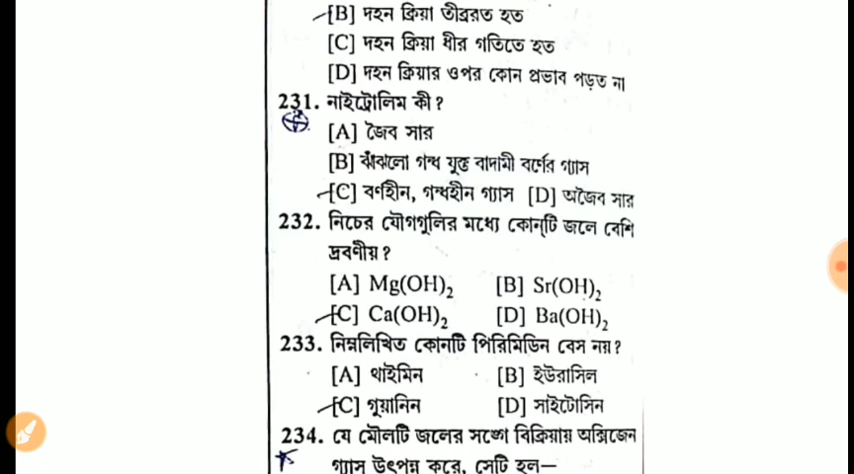 [B] দহন ক্রিয়া তীব্রতর হত
[C] দহন ক্রিয়া ধীর গতিতে হত
[D] দহন ক্রিয়ার ওপর কোন প্রভাব পড়ত না
231. নাইট্রোলিম কী?
[A] জৈব সার
[B] ঝাঁঝালো গন্ধ যুক্ত বাদামী বর্ণের গ্যাস
[C] বর্ণহীন, গন্ধহীন গ্যাস [D] অজৈব সার
232. নিচের যৌগগুলির মধ্যে কোন্‌টি জলে বেশি
দ্রবণীয়?
[A] Mg(OH)₂ [B] Sr(OH)₂
[C] Ca(OH)₂ [D] Ba(OH)₂
233. নিম্নলিখিত কোনটি পিরিমিডিন বেস নয়?
[A] থাইমিন [B] ইউরাসিল
[C] গুয়ানিন [D] সাইটোসিন
234. যে মৌলটি জলের সঙ্গে বিক্রিয়ায় অক্সিজেন
গ্যাস উৎপন্ন করে, সেটি হল—